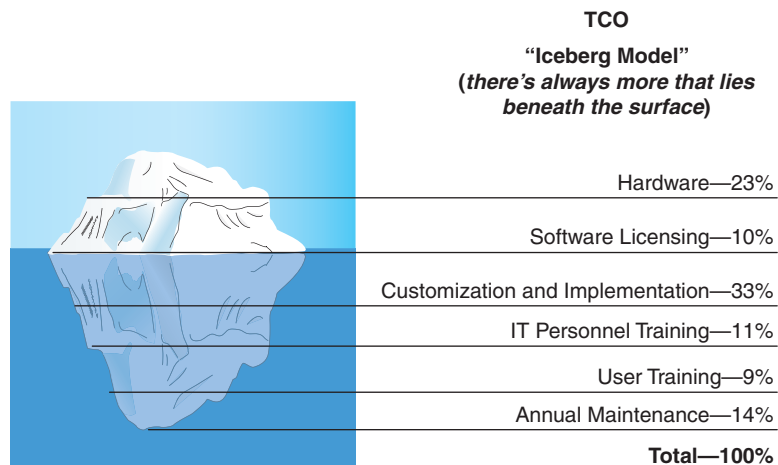 TCO
“Iceberg Model”
(there’s always more that lies
beneath the surface)
Hardware—23%
Software Licensing—10%
Customization and Implementation—33%
IT Personnel Training—11%
User Training—9%
Annual Maintenance—14%
Total—100%